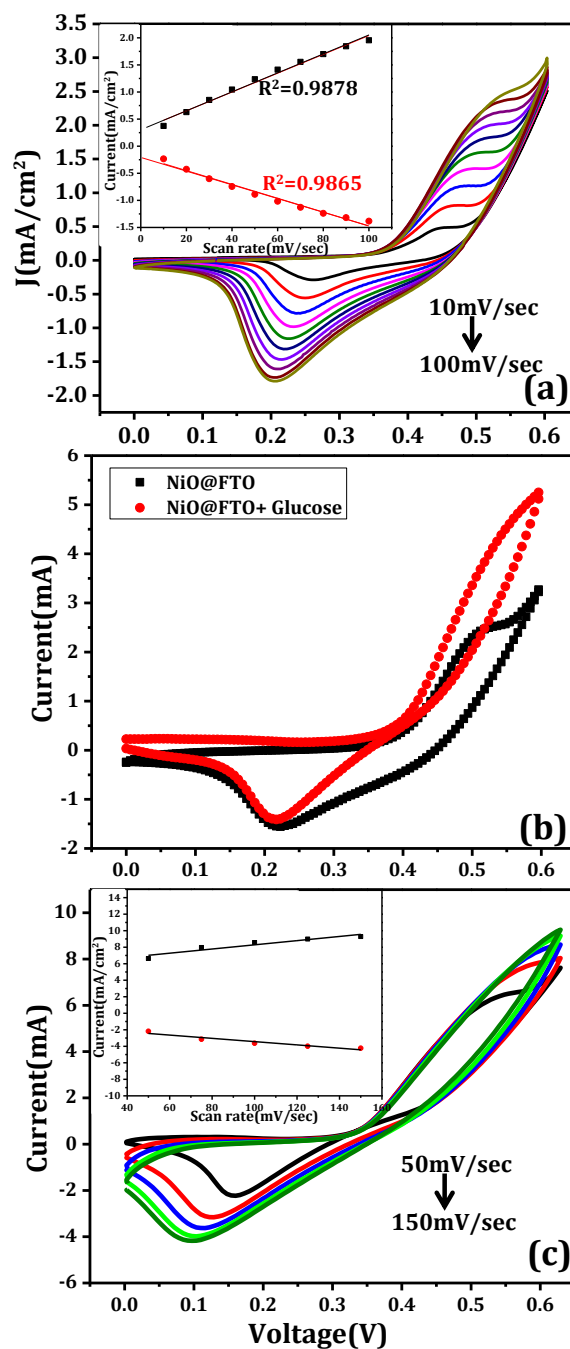 3.5
3.0
2.5
2.0
1.5
1.0
0.5
0.0
-0.5
-1.0
-1.5
-2.0
J(mA/cm²)
2.0
1.5
1.0
0.5
0.0
-0.5
-1.0
-1.5
Current(mA/cm²)
R²=0.9878
R²=0.9865
0 20 40 60 80 100
Scan rate(mV/sec)
10mV/sec
100mV/sec
(a)
0.0 0.1 0.2 0.3 0.4 0.5 0.6
6
5
4
3
2
1
0
-1
-2
Current(mA)
NiO@FTO
NiO@FTO+ Glucose
(b)
0.0 0.1 0.2 0.3 0.4 0.5 0.6
10
8
6
4
2
0
-2
-4
-6
Current(mA)
14
12
10
8
6
4
2
0
-2
-4
-6
-8
-10
Current(mA/cm²)
40 60 80 100 120 140 160
Scan rate(mV/sec)
50mV/sec
150mV/sec
(c)
0.0 0.1 0.2 0.3 0.4 0.5 0.6
Voltage(V)